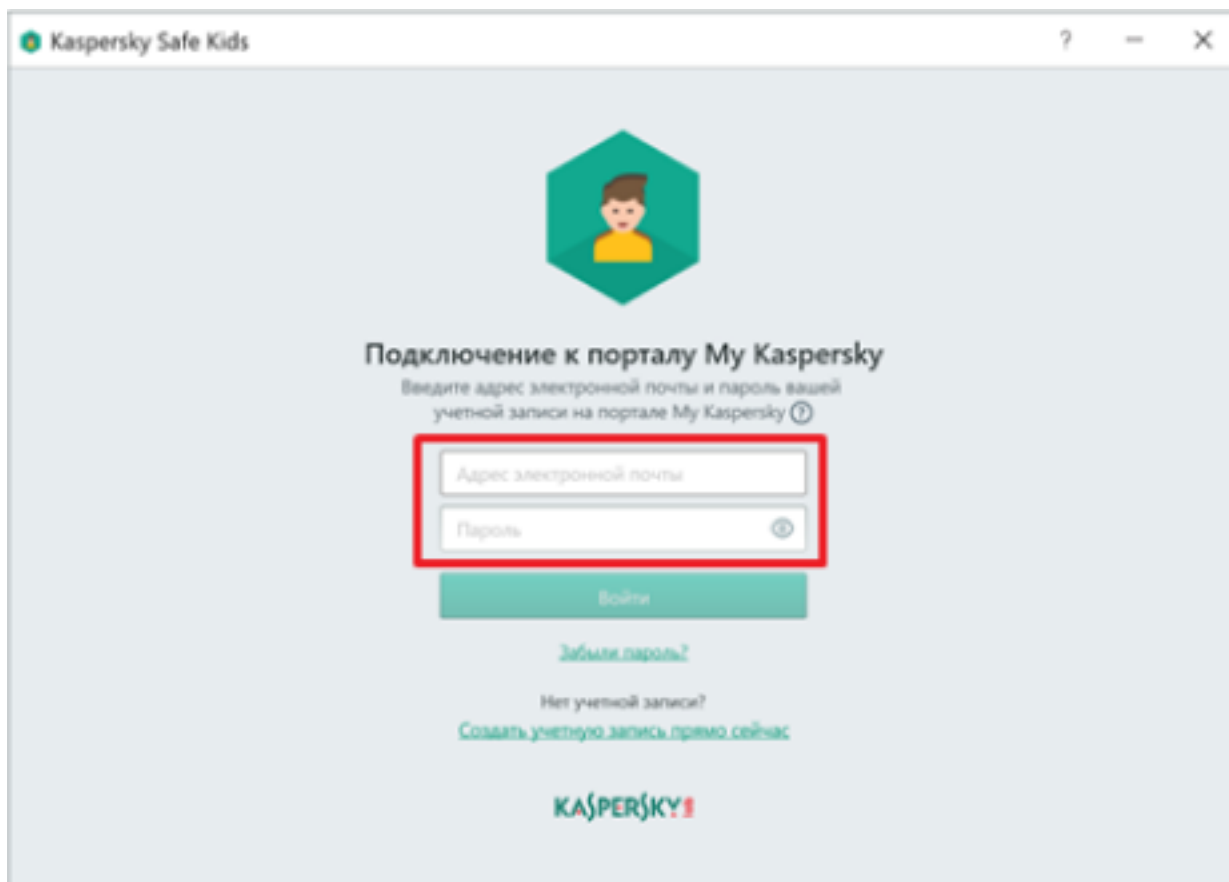 Kaspersky Safe Kids
Подключение к порталу My Kaspersky
Введите адрес электронной почты и пароль вашей
учетной записи на портале My Kaspersky ?
Адрес электронной почты
Пароль
Войти
Забыли пароль?
Нет учетной записи?
Создать учетную запись прямо сейчас
KASPERSKY